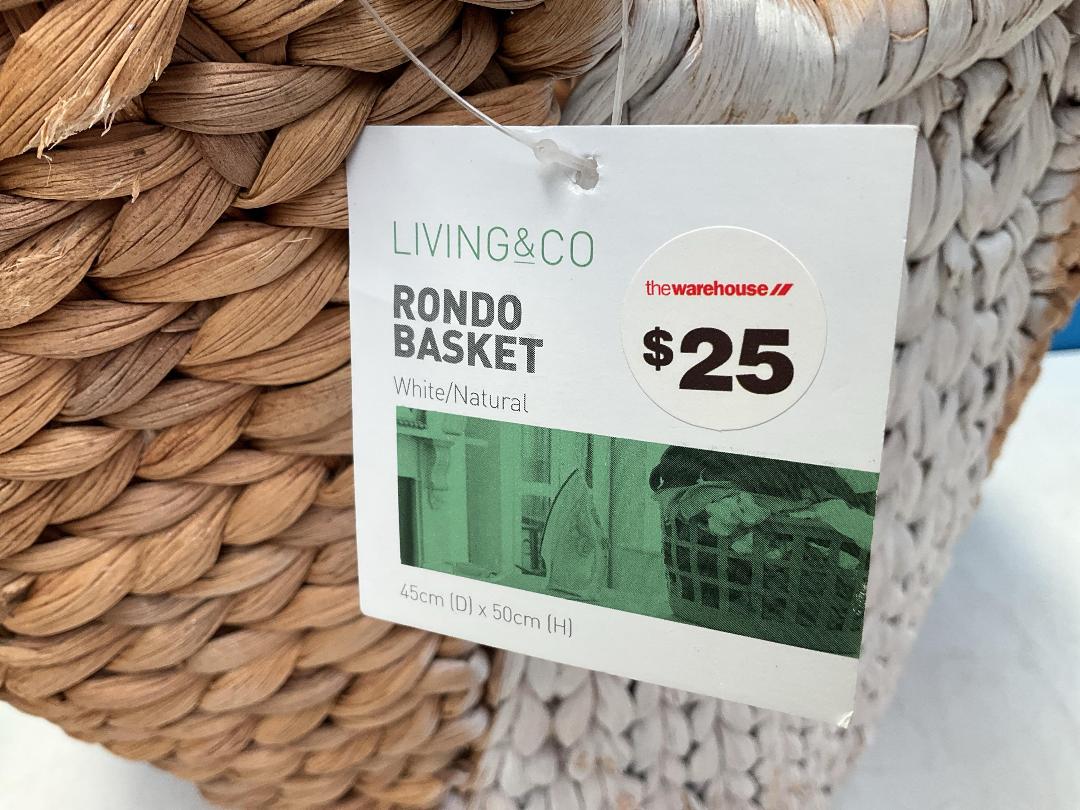 LIVING&CO
RONDO
BASKET
White/Natural
thewarehouse
$25
45cm (D) x 50cm (H)